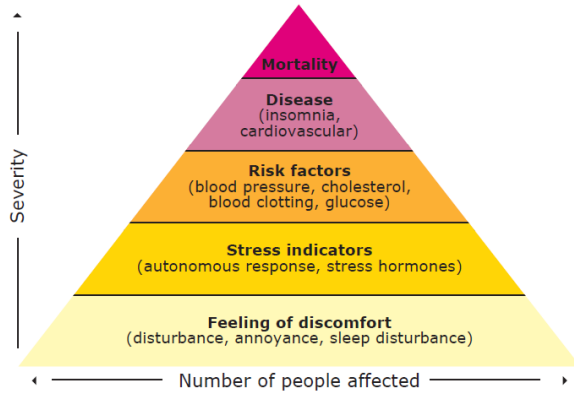 Mortality
Disease
(insomnia,
cardiovascular)
Risk factors
(blood pressure, cholesterol,
blood clotting, glucose)
Stress indicators
(autonomous response, stress hormones)
Feeling of discomfort
(disturbance, annoyance, sleep disturbance)
Severity
Number of people affected